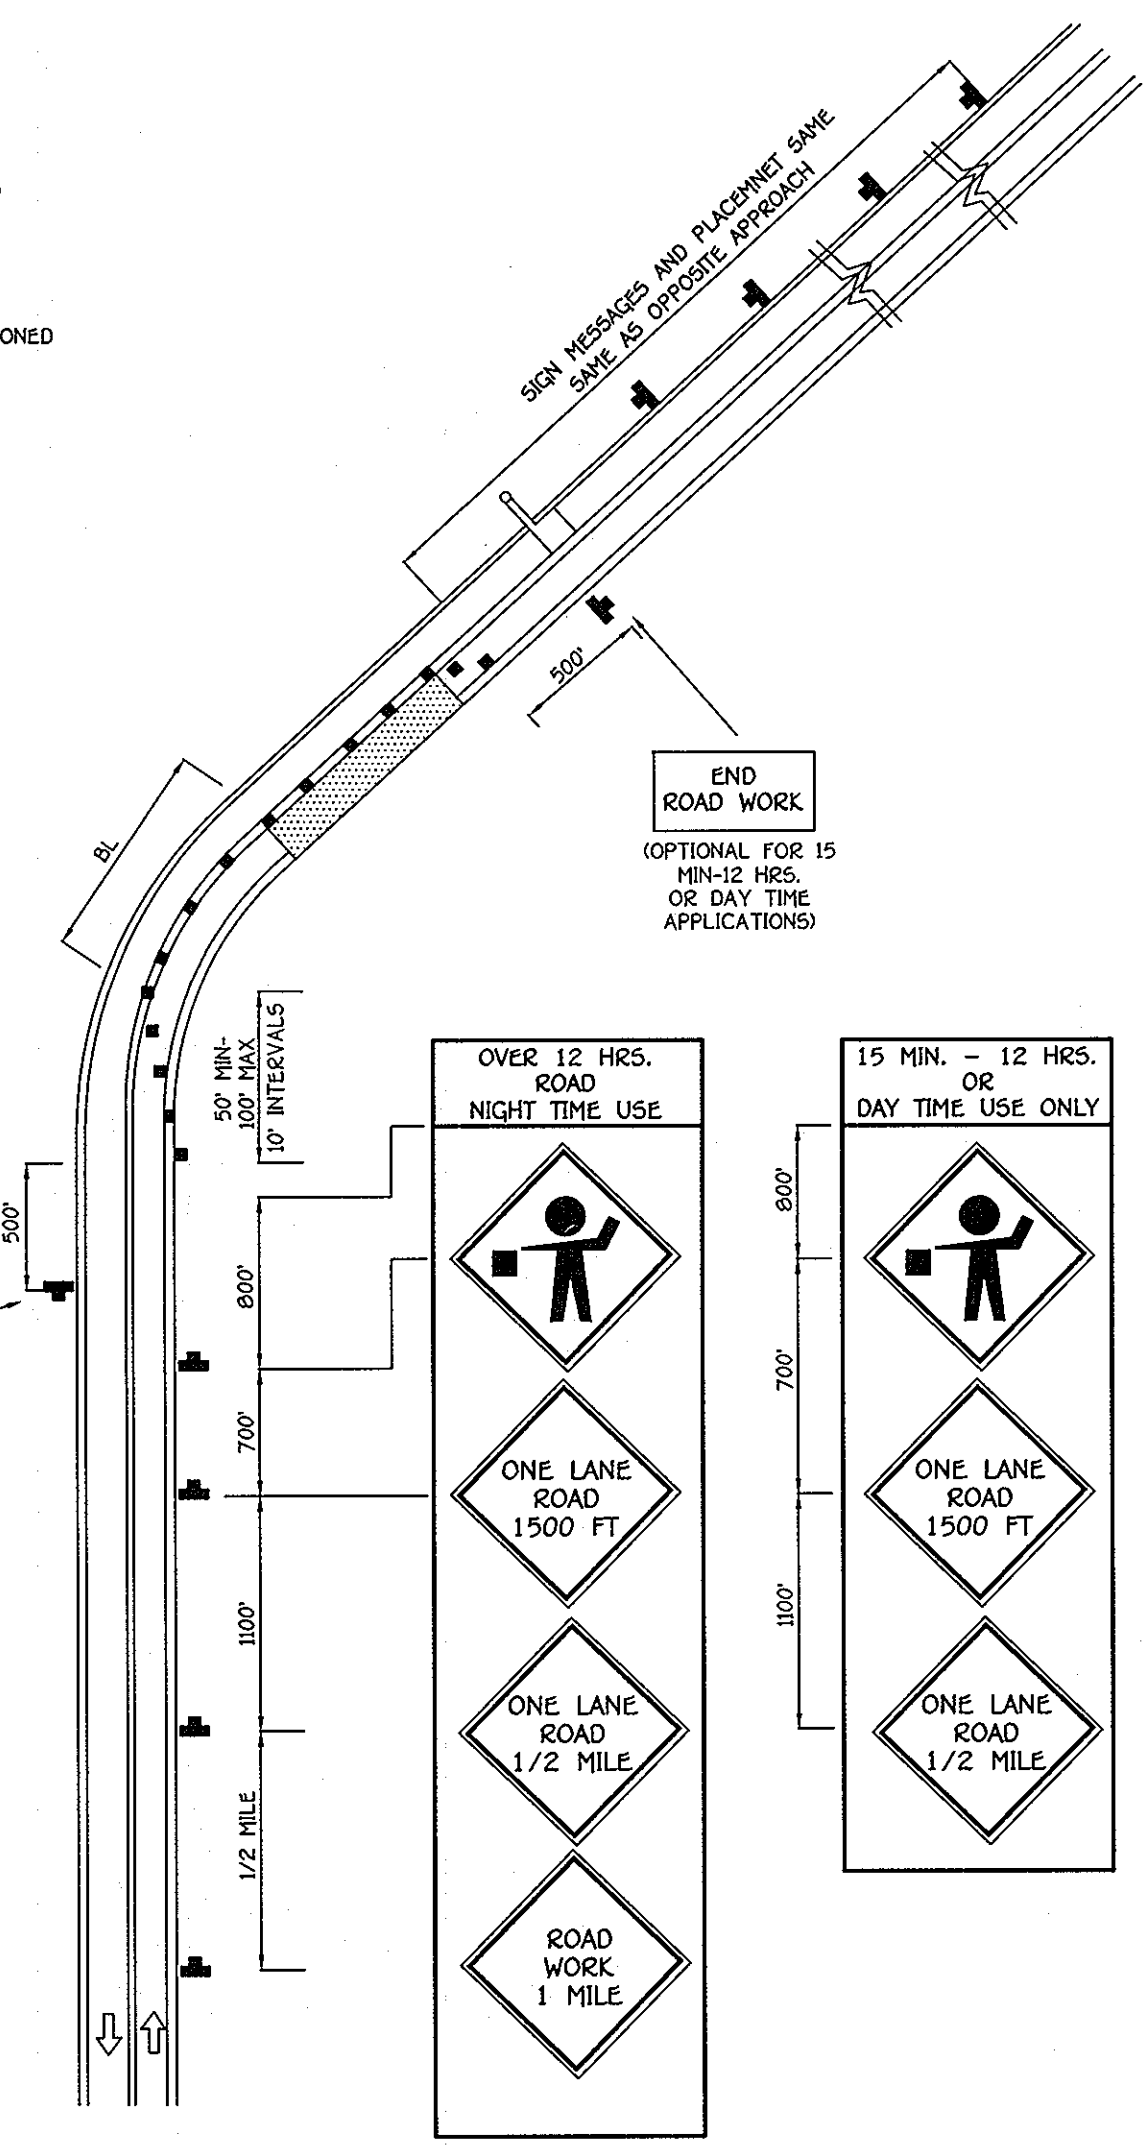 ONED
SIGN MESSAGES AND PLACEMNET SAME
SAME AS OPPOSITE APPROACH
500'
END
ROAD WORK
(OPTIONAL FOR 15
MIN-12 HRS.
OR DAY TIME
APPLICATIONS)
BL
50' MIN-
100' MAX
10' INTERVALS
500'
800'
700'
1100'
1/2 MILE
OVER 12 HRS.
ROAD
NIGHT TIME USE
ONE LANE
ROAD
1500 FT
ONE LANE
ROAD
1/2 MILE
ROAD
WORK
1 MILE
15 MIN. - 12 HRS.
OR
DAY TIME USE ONLY
800'
700'
1100'
ONE LANE
ROAD
1500 FT
ONE LANE
ROAD
1/2 MILE